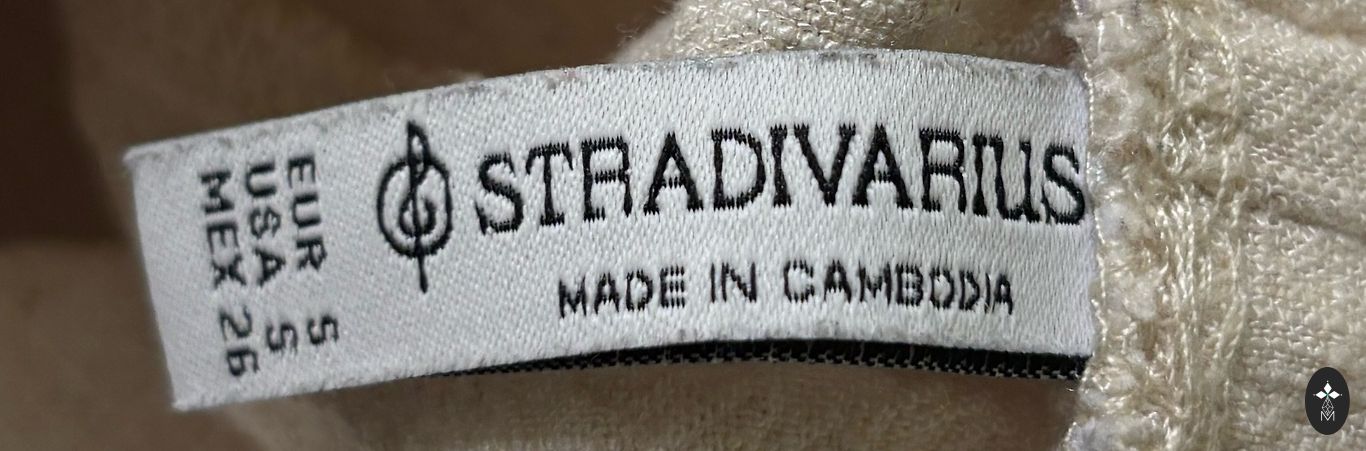 STRADIVARIUS
MADE IN CAMBODIA
EUR S
USA S
MEX 26
M